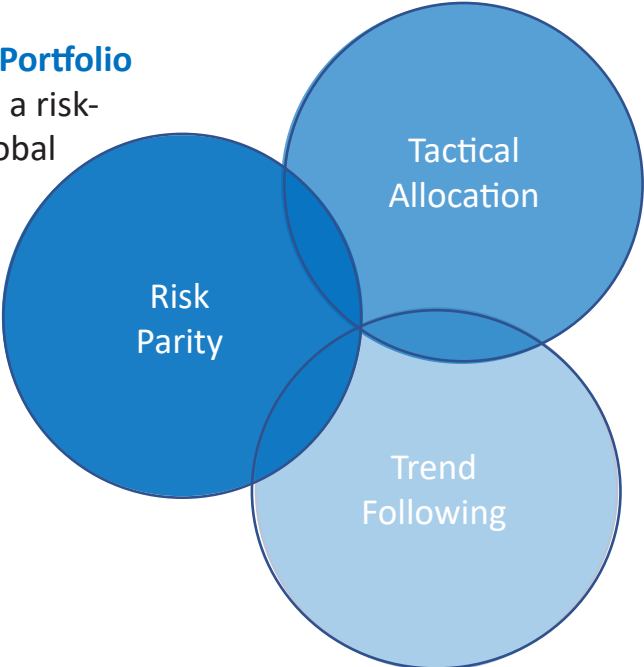 Portfolio
a risk-
obal
Tactical
Allocation
Risk
Parity
Trend
Following